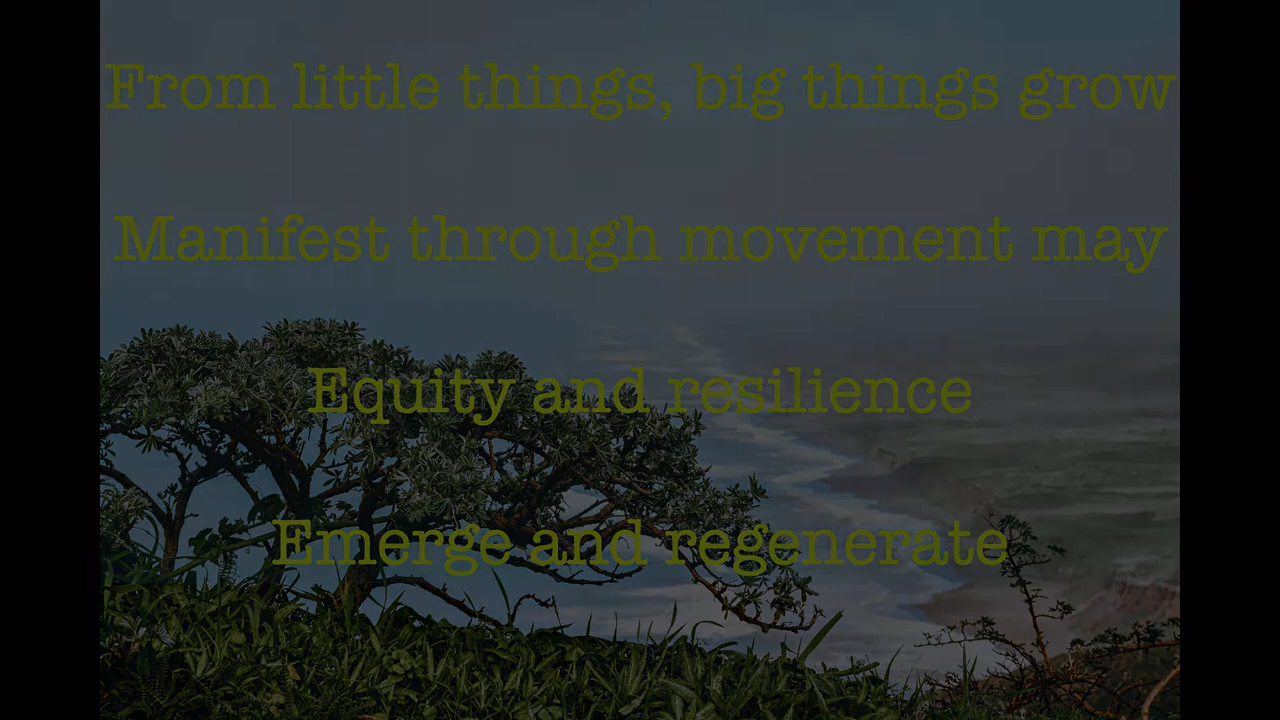 From little things, big things grow
Manifest through movement may
Equity and resilience
Emerge and regenerate